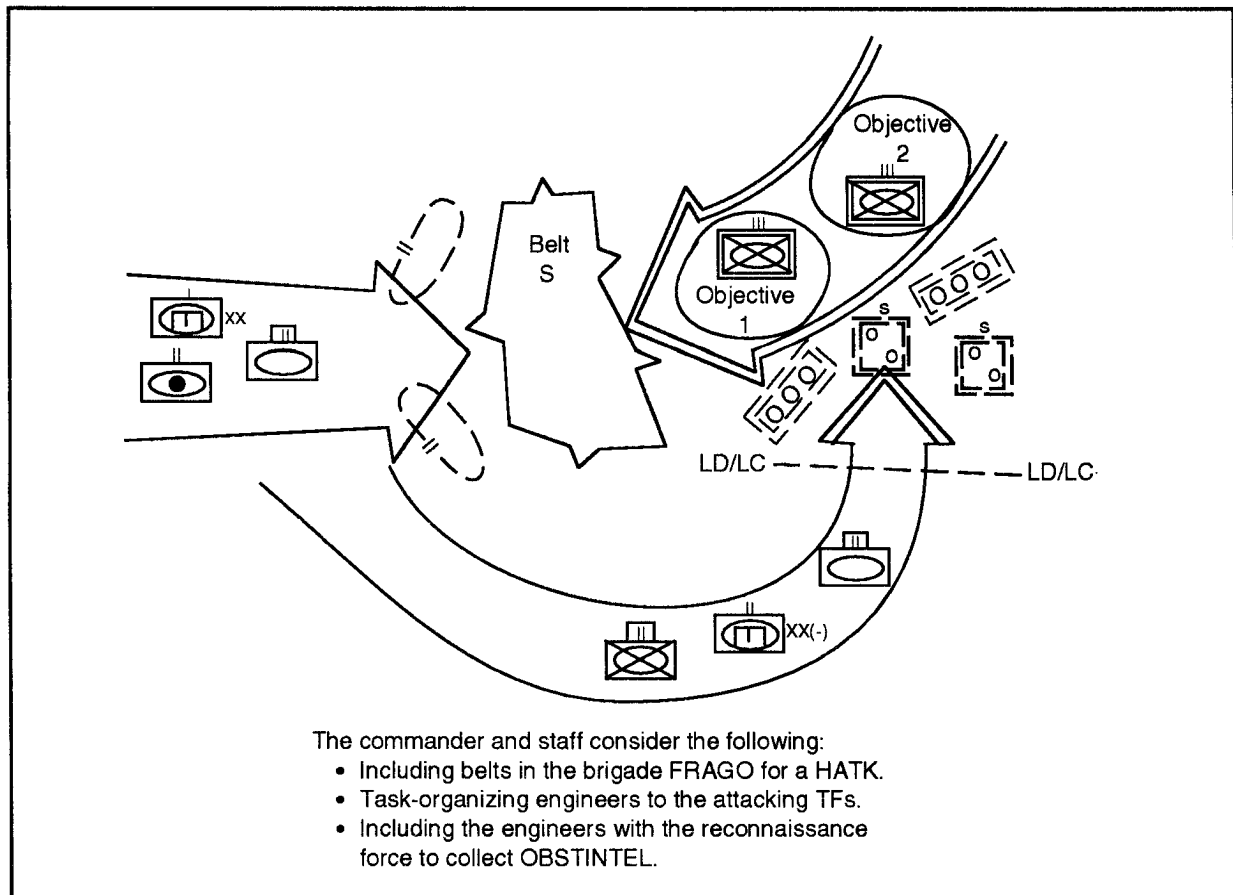 Objective
2
Belt
S
Objective
1
XX
S
S
LD/LC
LD/LC
XX(-)
The commander and staff consider the following:
• Including belts in the brigade FRAGO for a HATK.
• Task-organizing engineers to the attacking TFs.
• Including the engineers with the reconnaissance
force to collect OBSTINTEL.